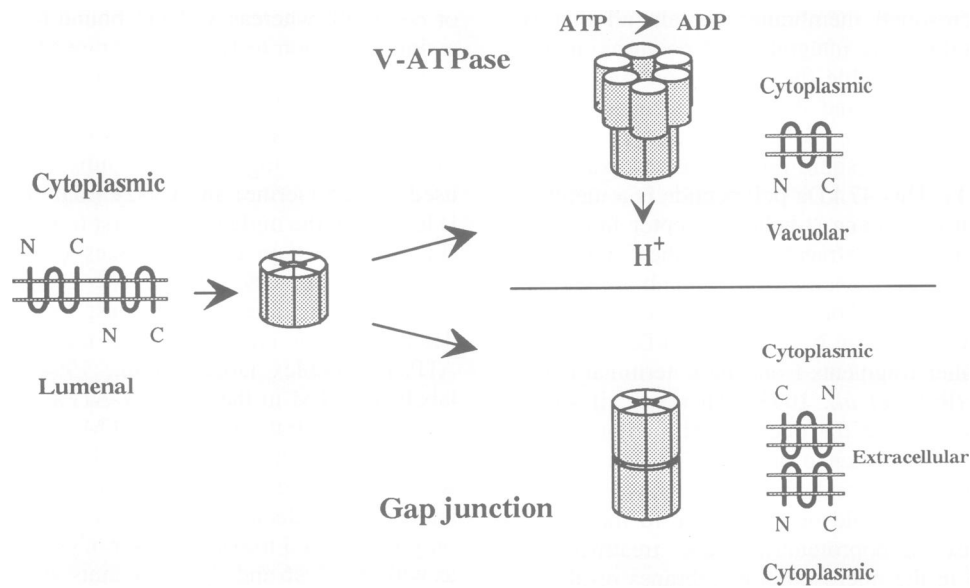 ATP → ADP
V-ATPase
Cytoplasmic
N C
Vacuolar
H+
Cytoplasmic
N C
N C
Lumenal
Cytoplasmic
C N
Extracellular
N C
Gap junction
Cytoplasmic